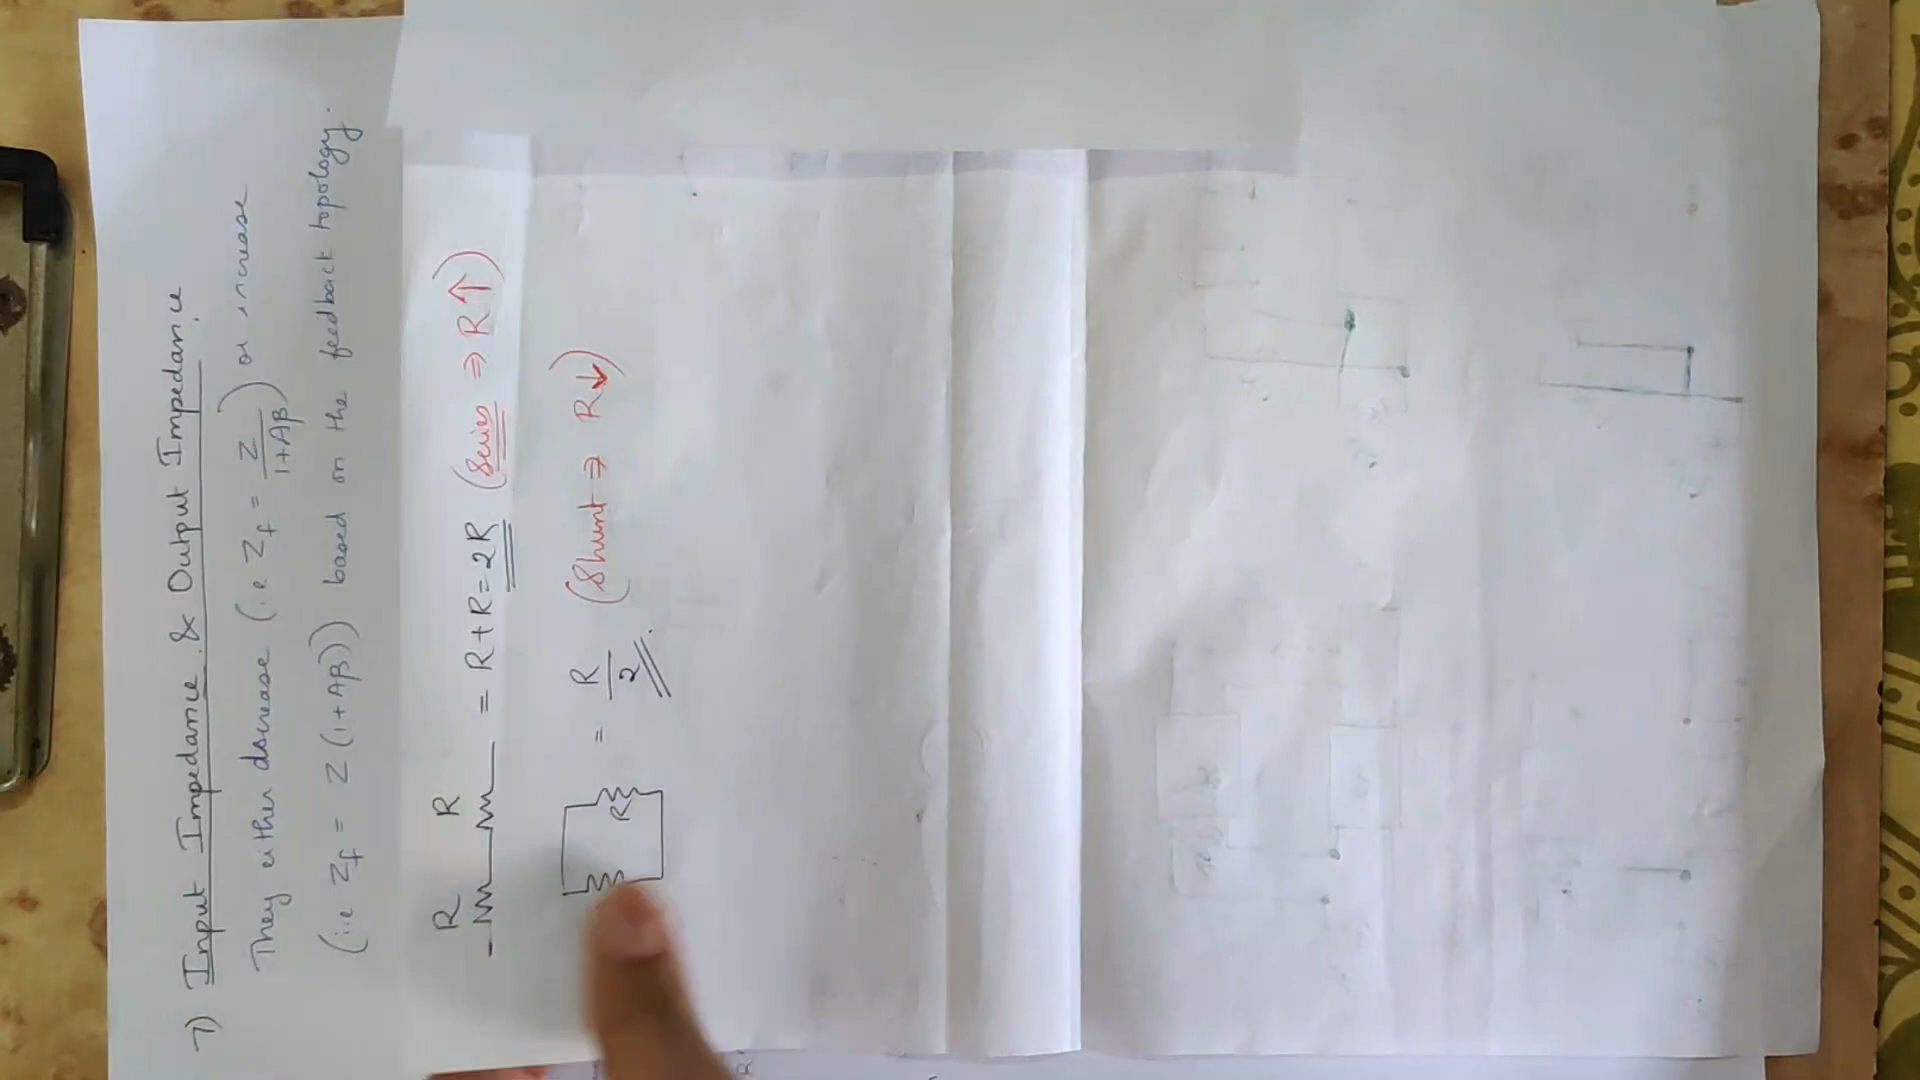 7) Input Impedance & Output Impedance.
They either decrease (i.e Zf = Z/(1+Aβ)) or increase
(i.e Zf = Z(1+Aβ)) based on the feedback topology.
R R
= R+R=2R (Series ⇒ R↑)
R = R/2 (Shunt ⇒ R↓)